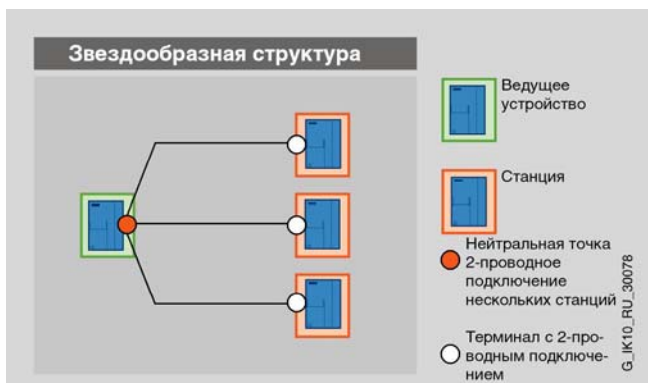 Звездообразная структура
Ведущее
устройство
Станция
Нейтральная точка
2-проводное
подключение
нескольких станций
Терминал с 2-про-
водным подключе-
нием
G_IK10_RU_30078